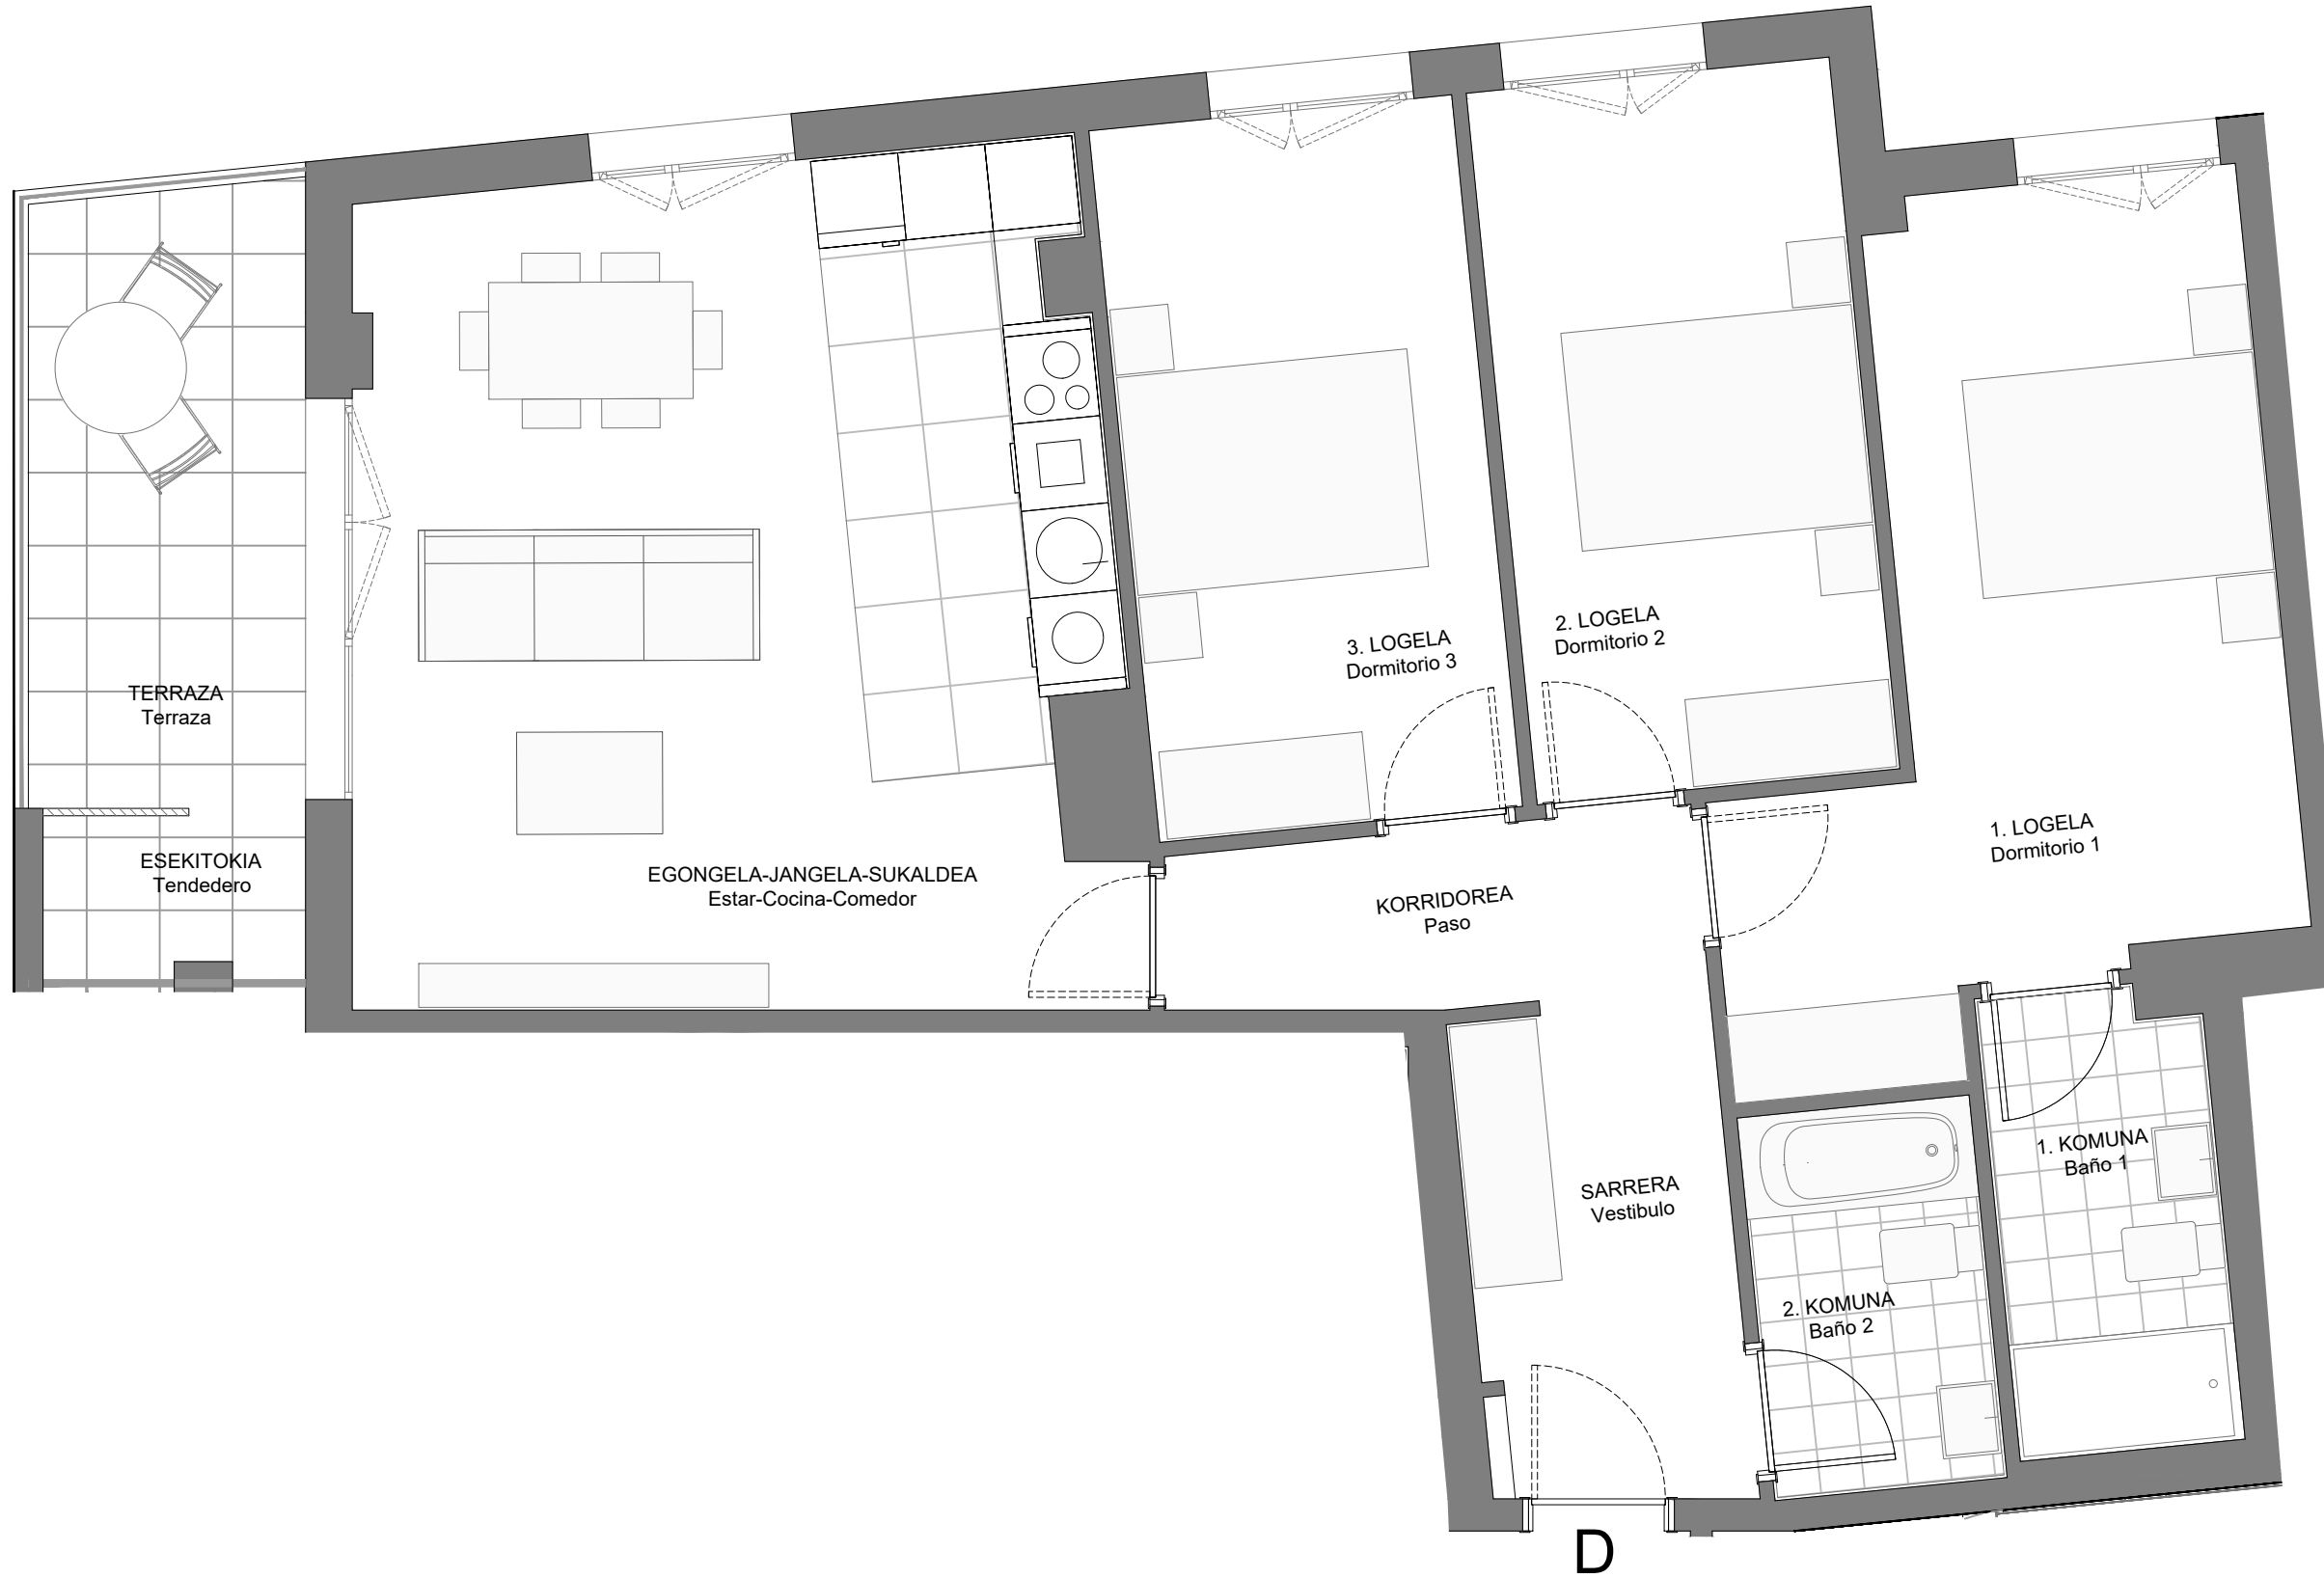 3. LOGELA
Dormitorio 3
2. LOGELA
Dormitorio 2
TERRAZA
Terraza
1. LOGELA
Dormitorio 1
ESEKITOKIA
Tendedero
EGONGELA-JANGELA-SUKALDEA
Estar-Cocina-Comedor
KORRIDOREA
Paso
1. KOMUNA
Baño 1
SARRERA
Vestibulo
2. KOMUNA
Baño 2
D